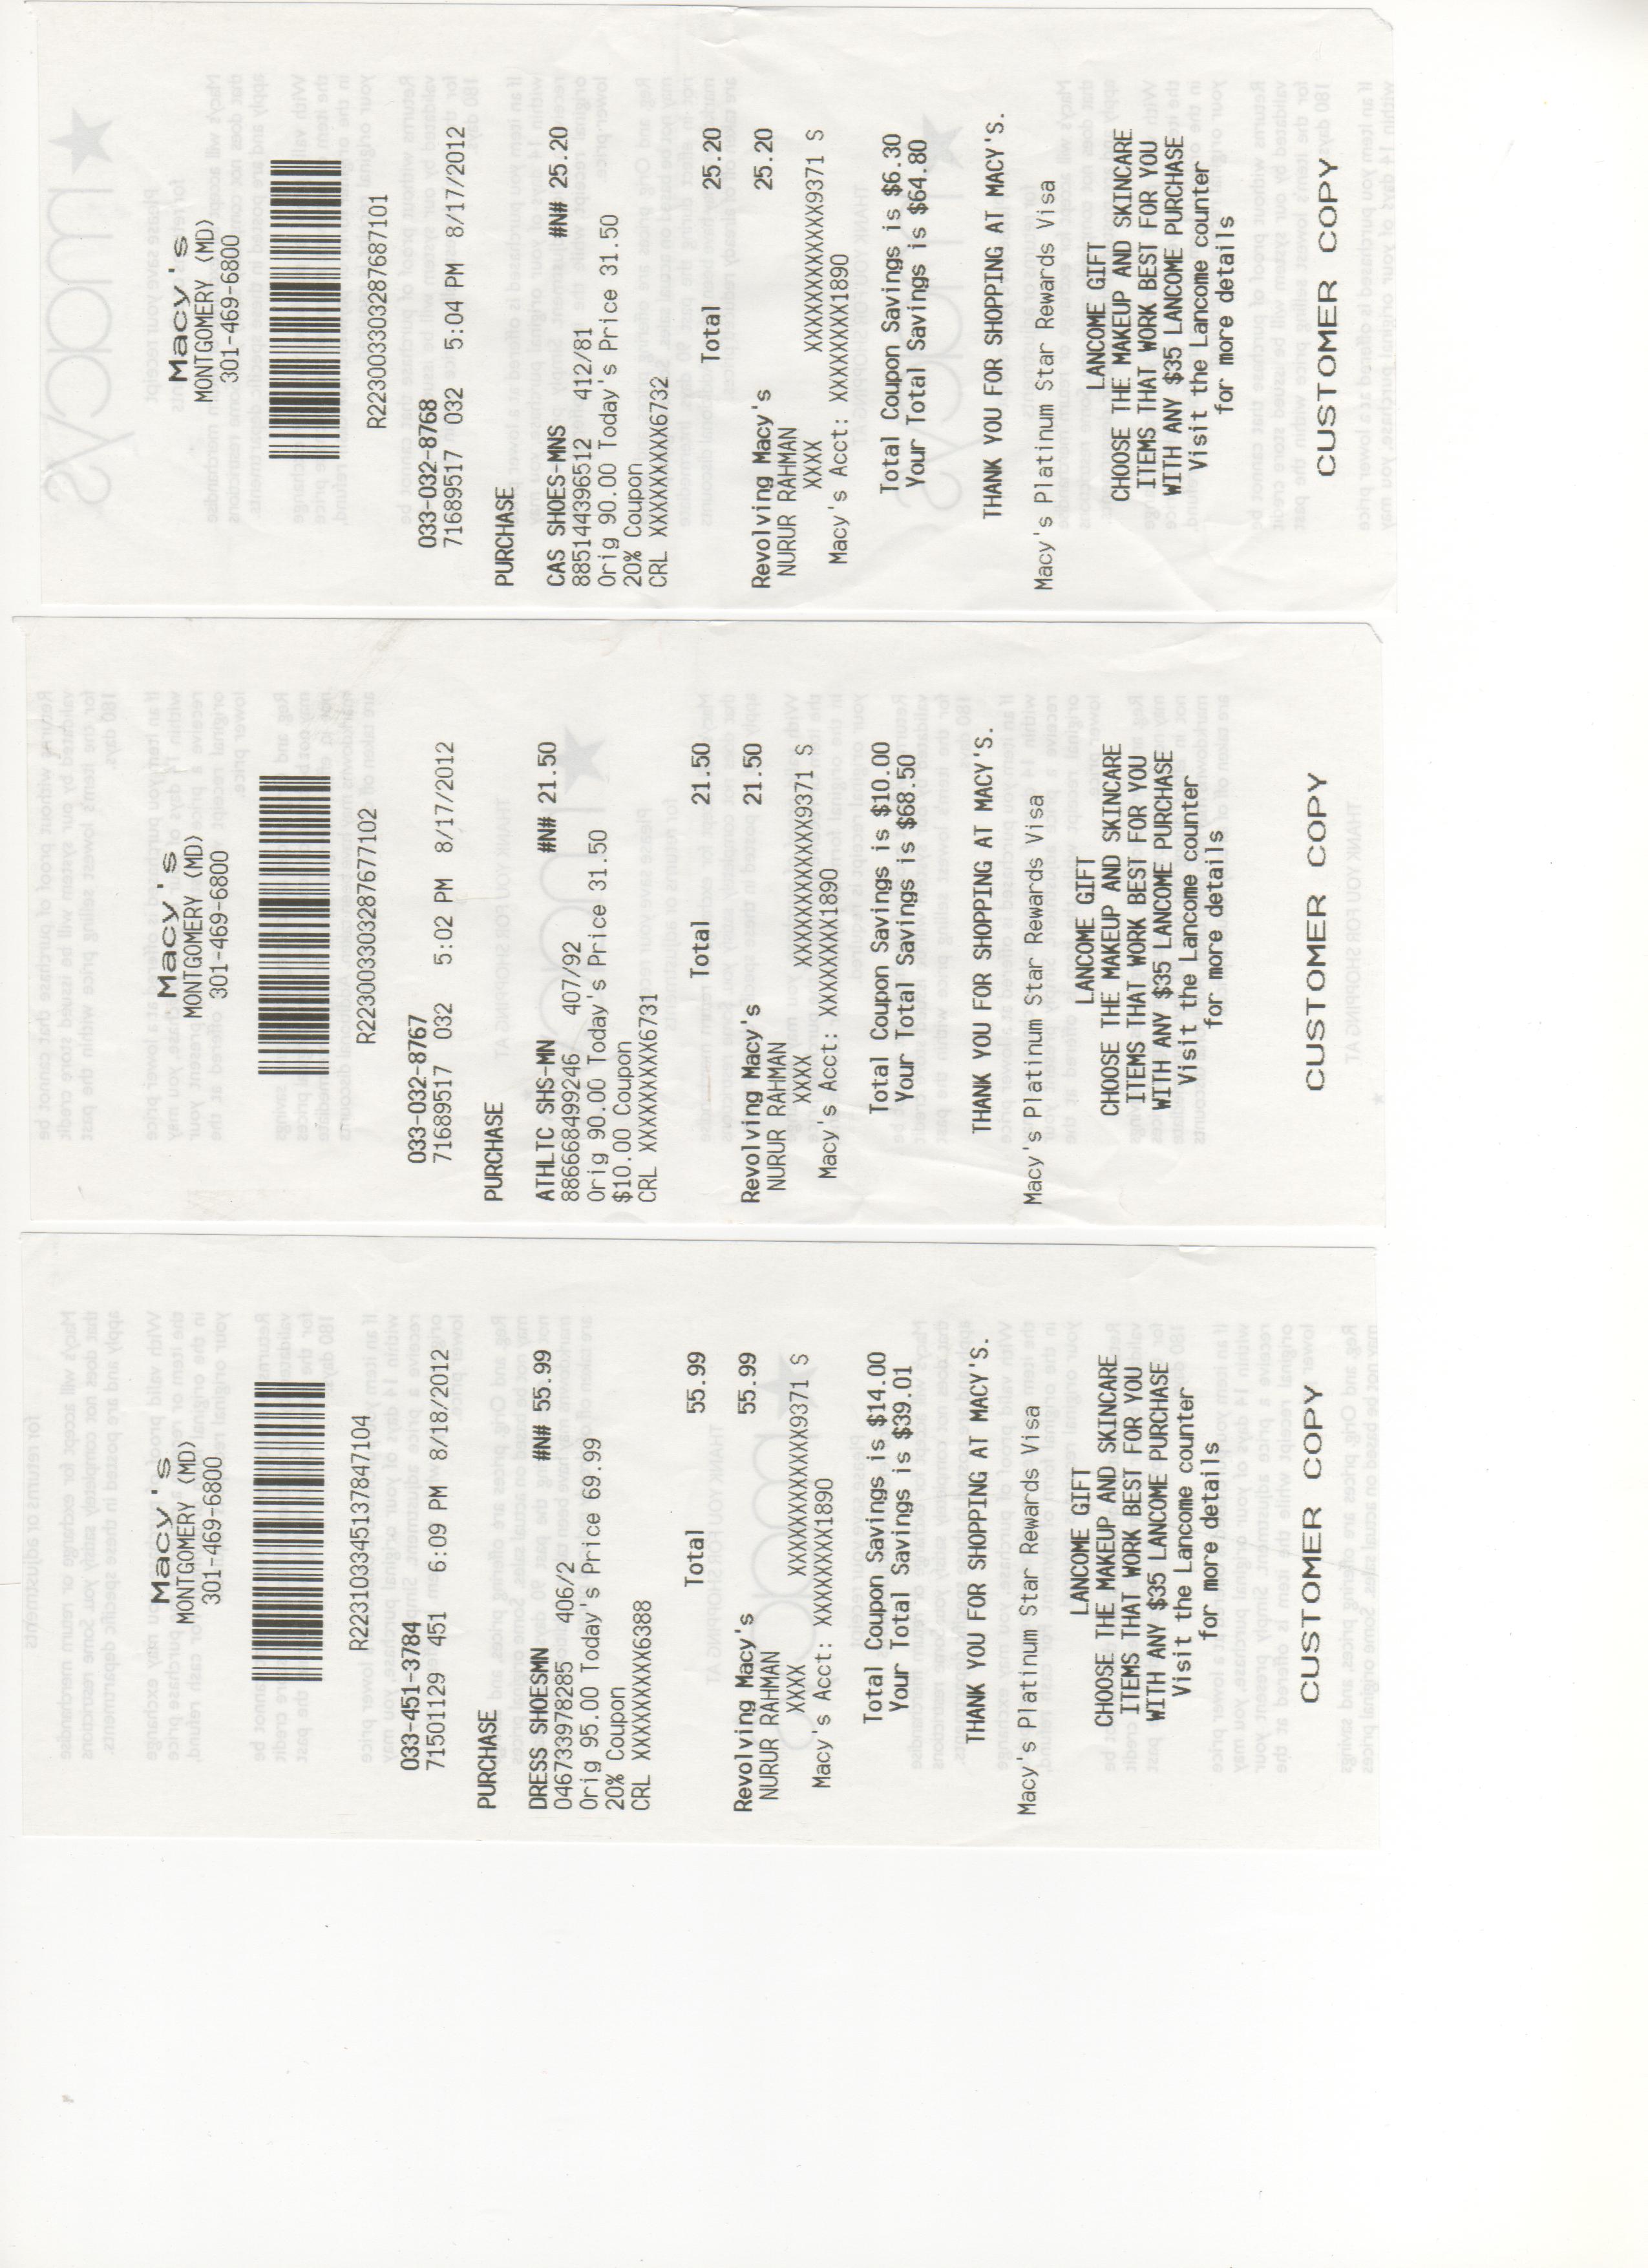 Macy's
MONTGOMERY (MD)
301-469-6800
R223003303287687101
033-032-8768
71689517 032 5:04 PM 8/17/2012
PURCHASE
CAS SHOES-MNS #N# 25.20
885144396512 412/81
Orig 90.00 Today's Price 31.50
20% Coupon
CRL XXXXXXXXXX6732
Total 25.20
Revolving Macy's 25.20
NURUR RAHMAN
XXXX XXXXXXXXXXXXXX9371 S
Macy's Acct: XXXXXXXXX1890
Total Coupon Savings is $6.30
Your Total Savings is $64.80
THANK YOU FOR SHOPPING AT MACY'S.
Macy's Platinum Star Rewards Visa
LANCOME GIFT
CHOOSE THE MAKEUP AND SKINCARE
ITEMS THAT WORK BEST FOR YOU
WITH ANY $35 LANCOME PURCHASE
Visit the Lancome counter
for more details
CUSTOMER COPY
Macy's
MONTGOMERY (MD)
301-469-6800
R223003303287677102
033-032-8767
71689517 032 5:02 PM 8/17/2012
PURCHASE
ATHLTIC SHS-MN #N# 21.50
886668499246 407/92
Orig 90.00 Today's Price 31.50
$10.00 Coupon
CRL XXXXXXXXXX6731
Total 21.50
Revolving Macy's 21.50
NURUR RAHMAN
XXXX XXXXXXXXXXXXXX9371 S
Macy's Acct: XXXXXXXXX1890
Total Coupon Savings is $10.00
Your Total Savings is $68.50
THANK YOU FOR SHOPPING AT MACY'S.
Macy's Platinum Star Rewards Visa
LANCOME GIFT
CHOOSE THE MAKEUP AND SKINCARE
ITEMS THAT WORK BEST FOR YOU
WITH ANY $35 LANCOME PURCHASE
Visit the Lancome counter
for more details
CUSTOMER COPY
Macy's
MONTGOMERY (MD)
301-469-6800
R223103345137847104
033-451-3784
71501129 451 6:09 PM 8/18/2012
PURCHASE
DRESS SHOESMN #N# 55.99
046733978285 406/2
Orig 95.00 Today's Price 69.99
20% Coupon
CRL XXXXXXXXXX6388
Total 55.99
Revolving Macy's 55.99
NURUR RAHMAN
XXXX XXXXXXXXXXXXXX9371 S
Macy's Acct: XXXXXXXXX1890
Total Coupon Savings is $14.00
Your Total Savings is $39.01
THANK YOU FOR SHOPPING AT MACY'S.
Macy's Platinum Star Rewards Visa
LANCOME GIFT
CHOOSE THE MAKEUP AND SKINCARE
ITEMS THAT WORK BEST FOR YOU
WITH ANY $35 LANCOME PURCHASE
Visit the Lancome counter
for more details
CUSTOMER COPY